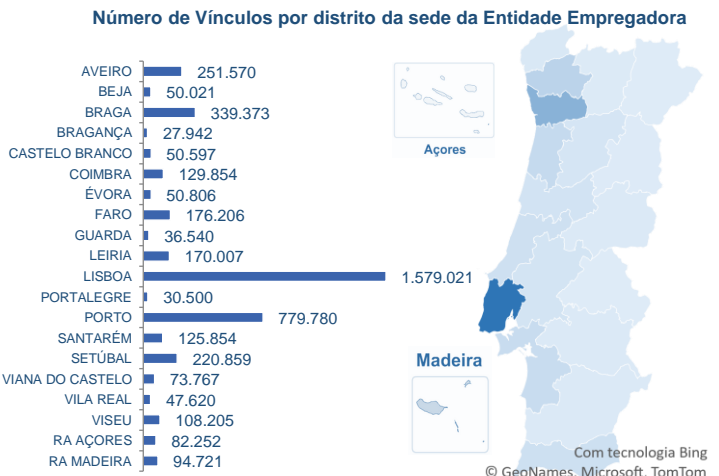 Número de Vínculos por distrito da sede da Entidade Empregadora
AVEIRO 251.570
BEJA 50.021
BRAGA 339.373
BRAGANÇA 27.942
CASTELO BRANCO 50.597
COIMBRA 129.854
ÉVORA 50.806
FARO 176.206
GUARDA 36.540
LEIRIA 170.007
LISBOA 1.579.021
PORTALEGRE 30.500
PORTO 779.780
SANTARÉM 125.854
SETÚBAL 220.859
VIANA DO CASTELO 73.767
VILA REAL 47.620
VISEU 108.205
RA AÇORES 82.252
RA MADEIRA 94.721
Açores
Madeira
Com tecnologia Bing
© GeoNames, Microsoft, TomTom